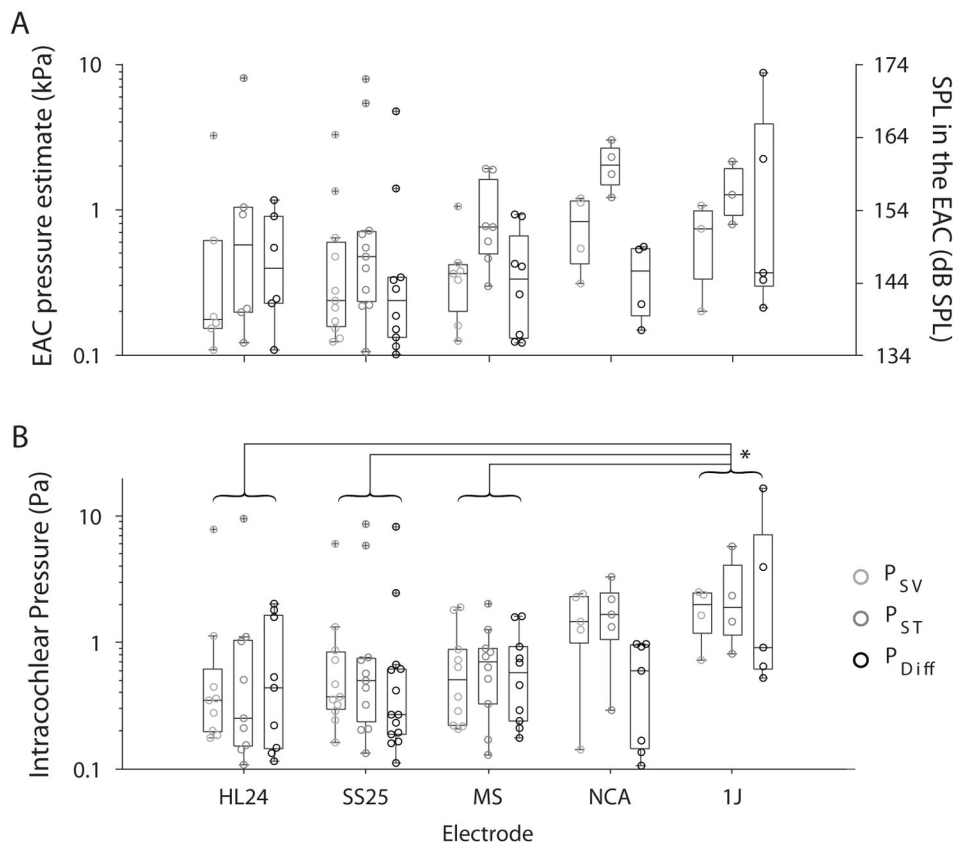 A
EAC pressure estimate (kPa)
10
1
0.1
174
164
154
144
134
SPL in the EAC (dB SPL)
B
*
Intracochlear Pressure (Pa)
10
1
0.1
HL24 SS25 MS NCA 1J
Electrode
P SV
P ST
P Diff